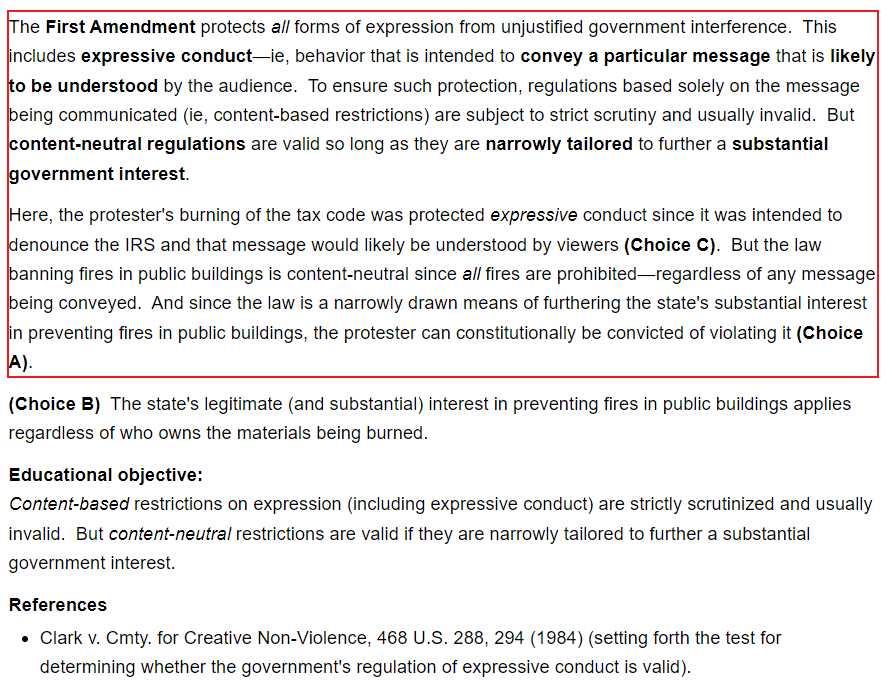 The First Amendment protects all forms of expression from unjustified government interference.  This
includes expressive conduct—ie, behavior that is intended to convey a particular message that is likely
to be understood by the audience.  To ensure such protection, regulations based solely on the message
being communicated (ie, content-based restrictions) are subject to strict scrutiny and usually invalid.  But
content-neutral regulations are valid so long as they are narrowly tailored to further a substantial
government interest.
Here, the protester's burning of the tax code was protected expressive conduct since it was intended to
denounce the IRS and that message would likely be understood by viewers (Choice C).  But the law
banning fires in public buildings is content-neutral since all fires are prohibited—regardless of any message
being conveyed.  And since the law is a narrowly drawn means of furthering the state's substantial interest
in preventing fires in public buildings, the protester can constitutionally be convicted of violating it (Choice
A).
(Choice B)  The state's legitimate (and substantial) interest in preventing fires in public buildings applies
regardless of who owns the materials being burned.
Educational objective:
Content-based restrictions on expression (including expressive conduct) are strictly scrutinized and usually
invalid.  But content-neutral restrictions are valid if they are narrowly tailored to further a substantial
government interest.
References
• Clark v. Cmty. for Creative Non-Violence, 468 U.S. 288, 294 (1984) (setting forth the test for
determining whether the government's regulation of expressive conduct is valid).